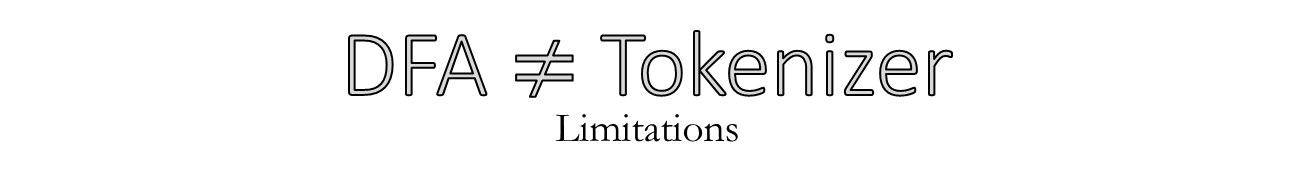 DFA ≠ Tokenizer
Limitations